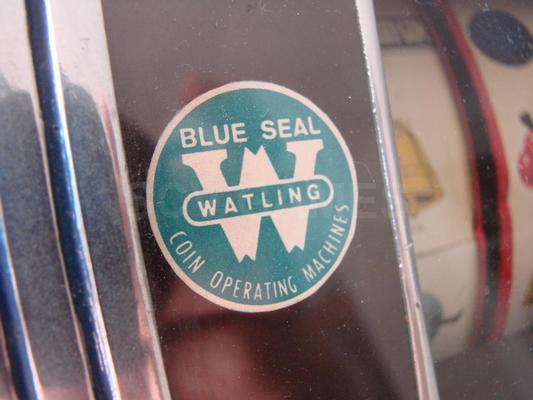 BLUE SEAL
W
WATLING
COIN OPERATING MACHINES